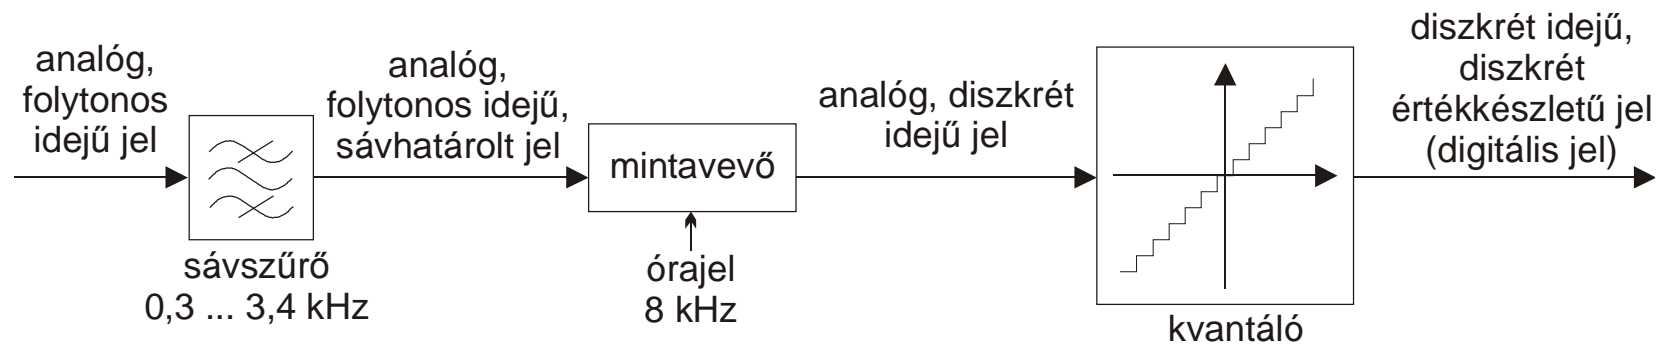 analóg,
folytonos
idejű jel
sávszűrő
0,3 ... 3,4 kHz
analóg,
folytonos idejű,
sávhatárolt jel
mintavevő
órajel
8 kHz
analóg, diszkrét
idejű jel
kvantáló
diszkrét idejű,
diszkrét
értékkészletű jel
(digitális jel)